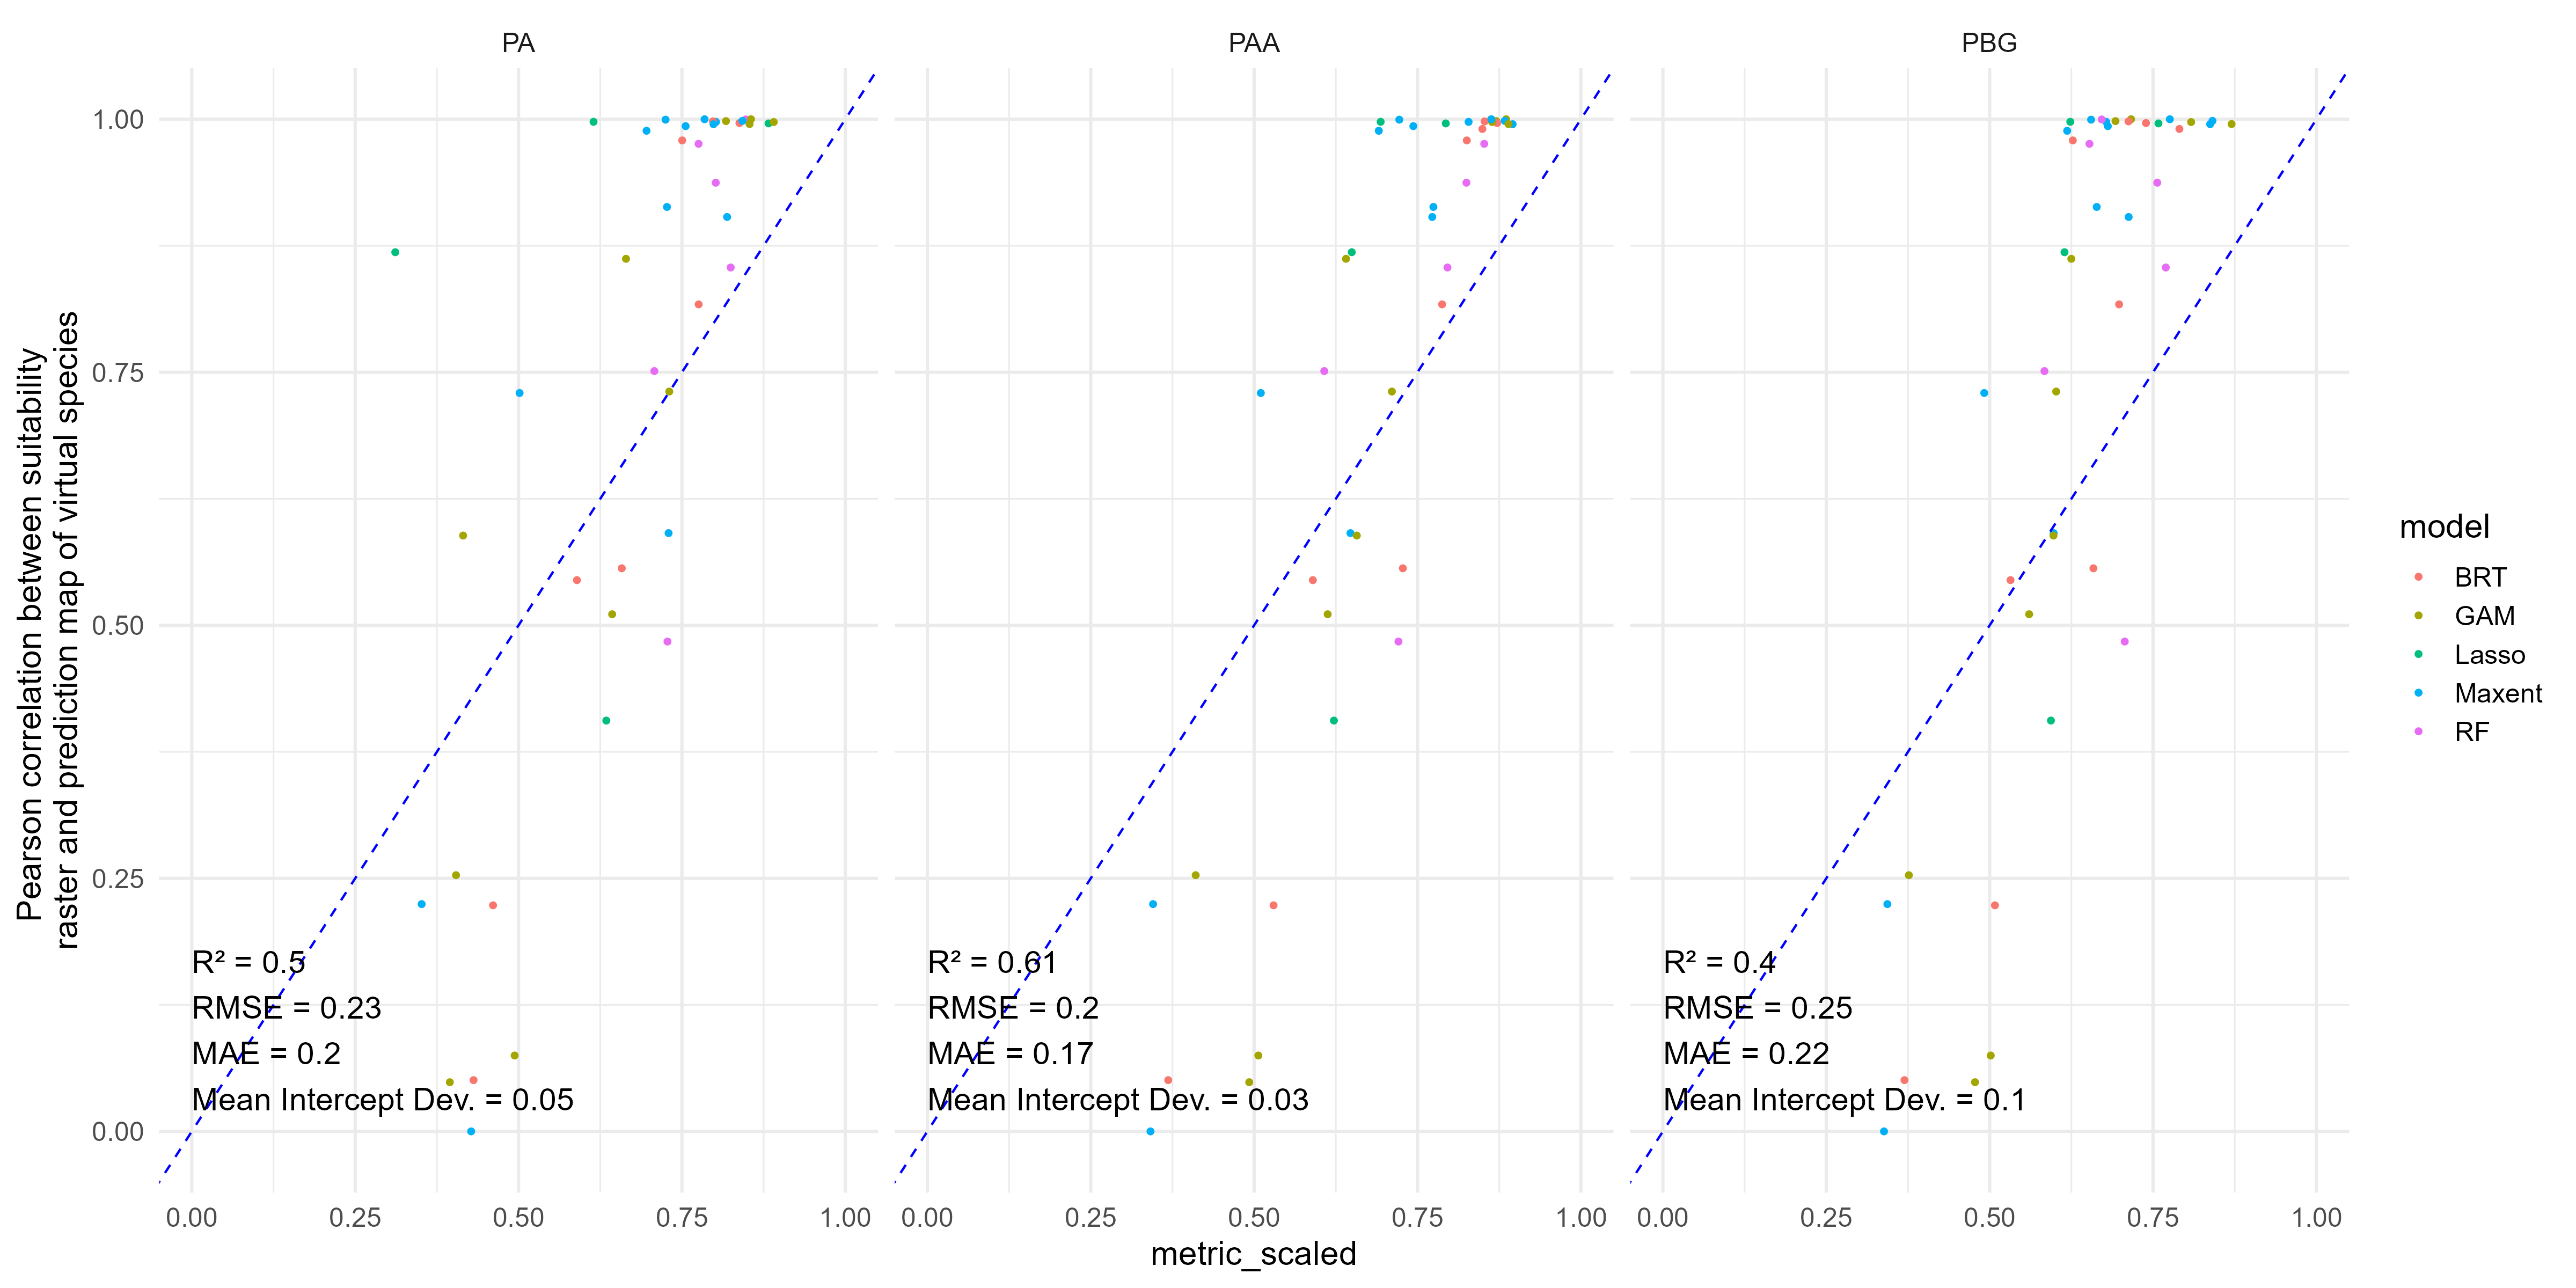 PA
PAA
PBG
Pearson correlation between suitability
raster and prediction map of virtual species
1.00
0.75
0.50
0.25
0.00
R² = 0.5
RMSE = 0.23
MAE = 0.2
Mean Intercept Dev. = 0.05
R² = 0.61
RMSE = 0.2
MAE = 0.17
Mean Intercept Dev. = 0.03
R² = 0.4
RMSE = 0.25
MAE = 0.22
Mean Intercept Dev. = 0.1
0.00 0.25 0.50 0.75 1.00
0.00 0.25 0.50 0.75 1.00
0.00 0.25 0.50 0.75 1.00
metric_scaled
model
BRT
GAM
Lasso
Maxent
RF